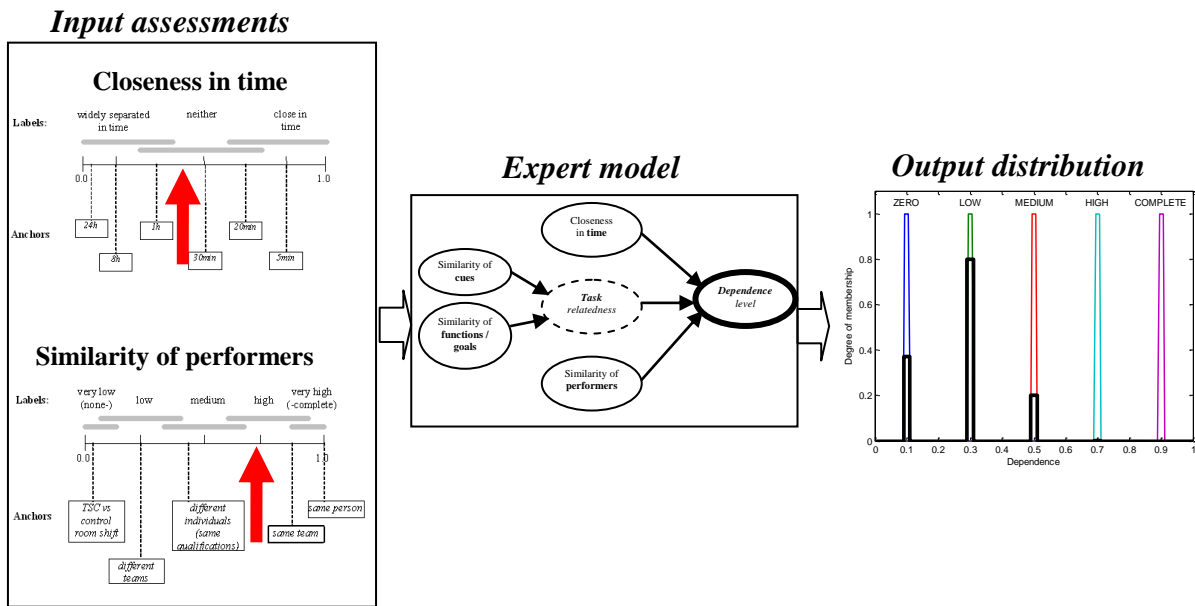 Input assessments
Closeness in time
Labels:
widely separated
in time
neither
close in
time
0.0
1.0
Anchors
24h
8h
1h
30min
20min
5min
Similarity of performers
Labels:
very low
(none-)
low
medium
high
very high
(-complete)
0.0
1.0
Anchors
TSC vs
control
room shift
different
teams
different
individuals
(same
qualifications)
same team
same person
Expert model
Closeness
in time
Similarity of
cues
Similarity of
functions /
goals
Task
relatedness
Similarity of
performers
Dependence
level
Output distribution
ZERO
LOW
MEDIUM
HIGH
COMPLETE
Degree of membership
1
0.8
0.6
0.4
0.2
0
0
0.1
0.2
0.3
0.4
0.5
0.6
0.7
0.8
0.9
1
Dependence